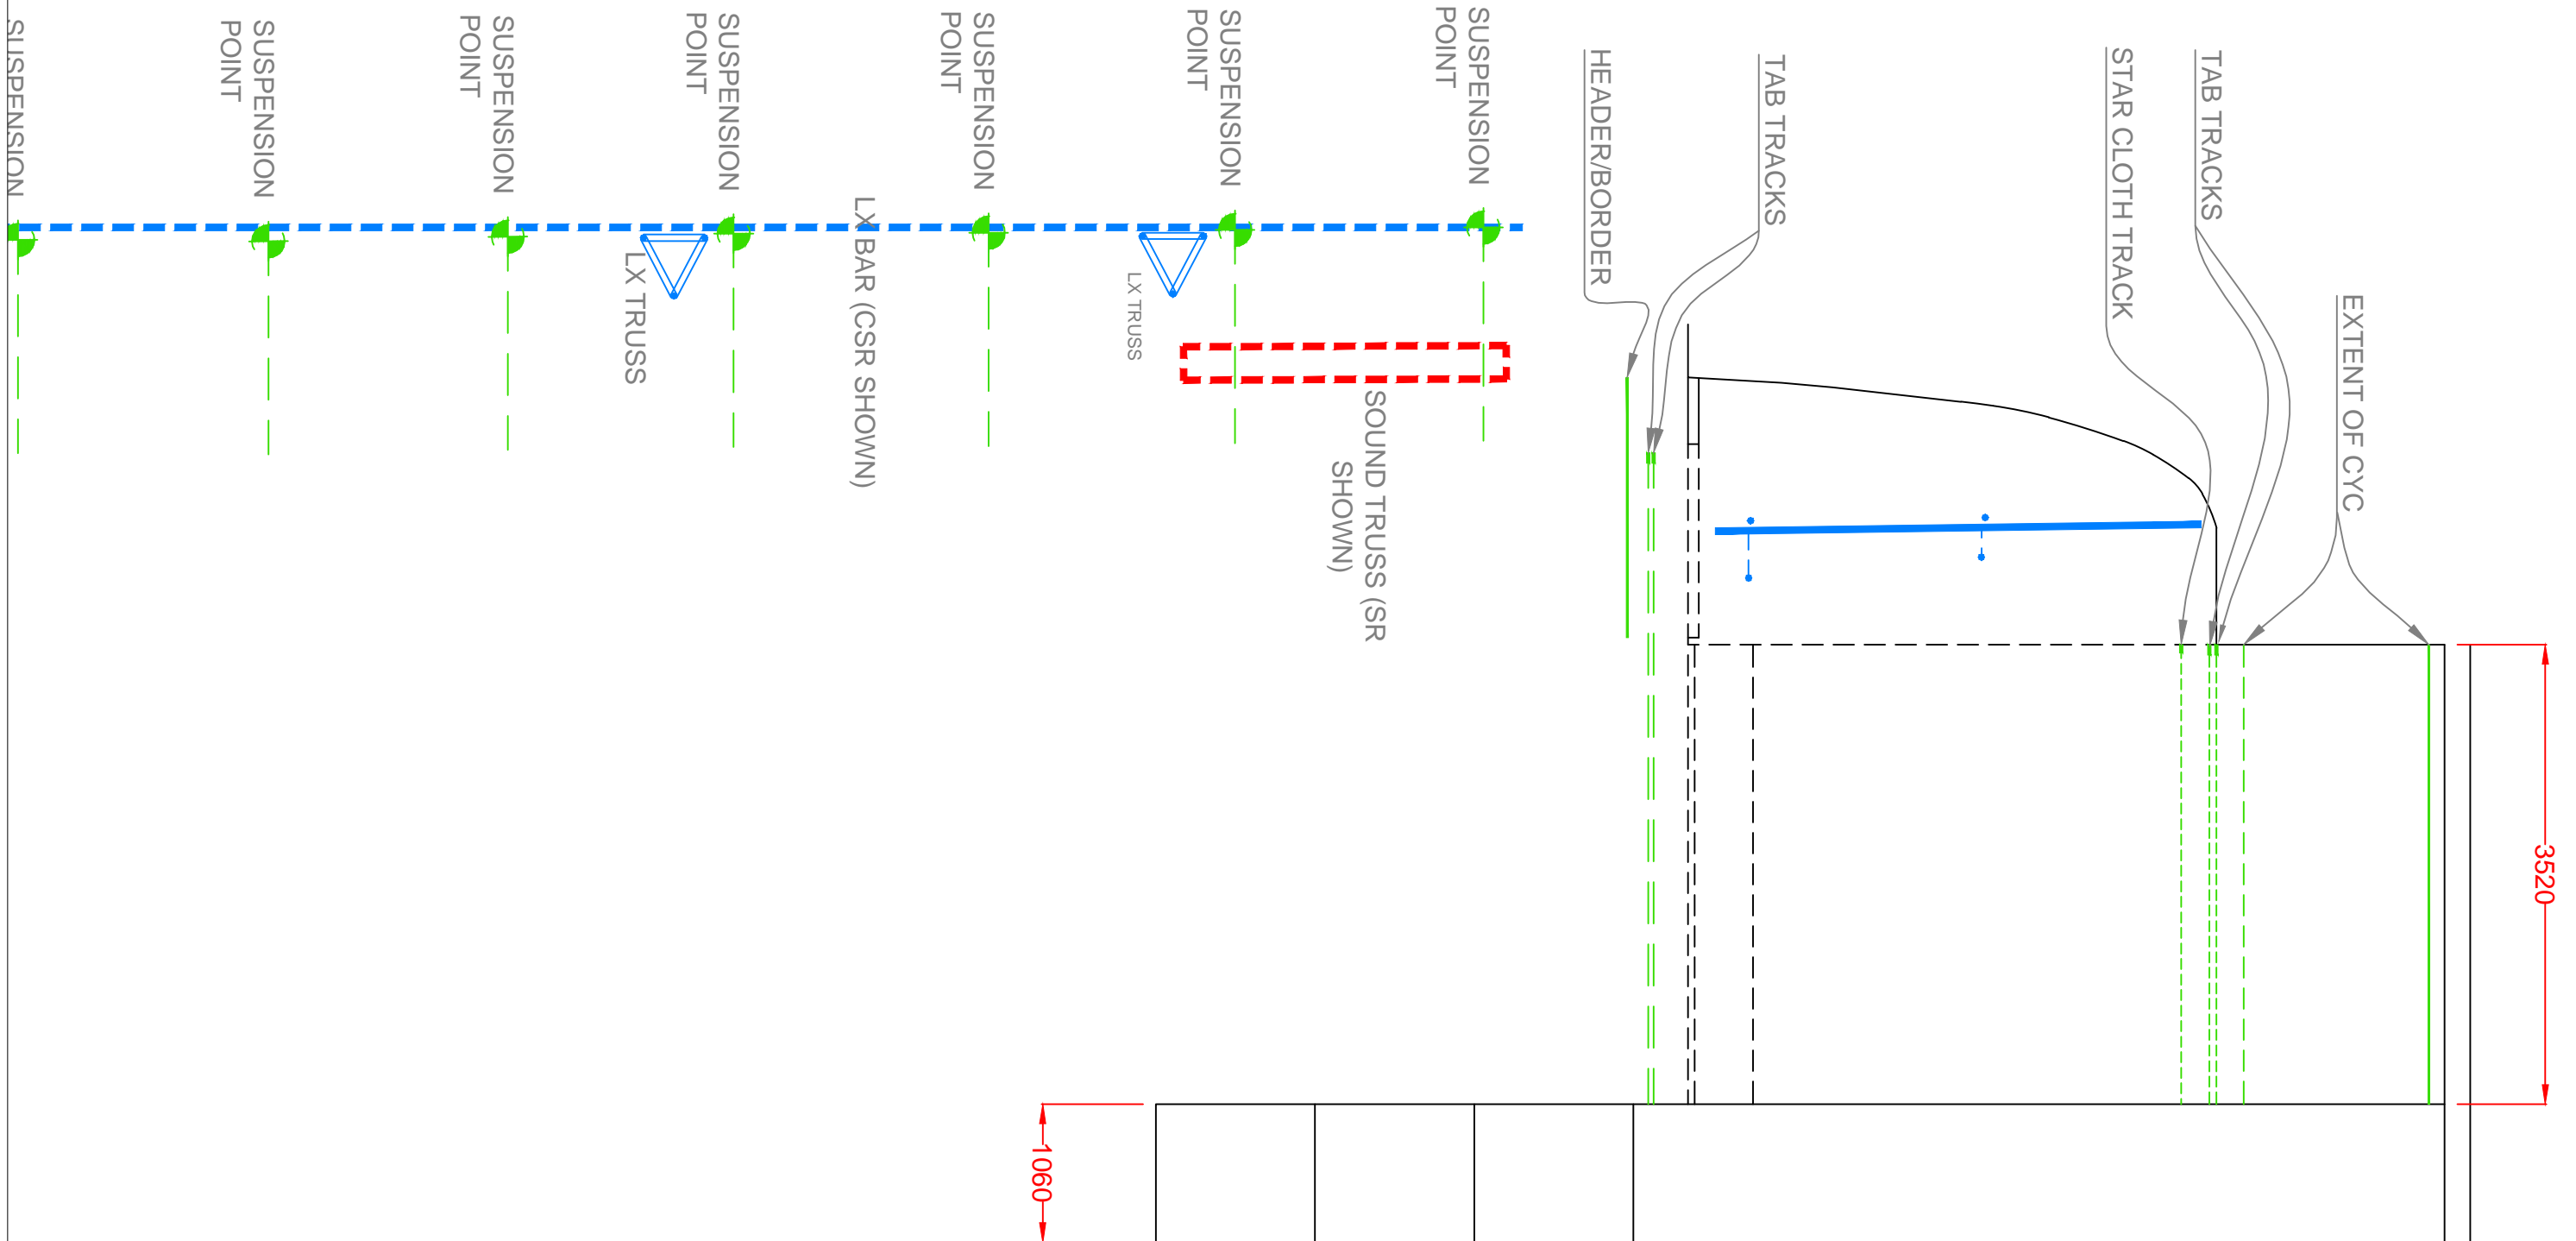 SUSPENSION
SUSPENSION
POINT
SUSPENSION
POINT
SUSPENSION
POINT
SUSPENSION
POINT
SUSPENSION
POINT
SUSPENSION
POINT
LX TRUSS
LX BAR (CSR SHOWN)
LX TRUSS
SOUND TRUSS (SR
SHOWN)
HEADER/BORDER
TAB TRACKS
STAR CLOTH TRACK
TAB TRACKS
EXTENT OF CYC
3520
1060